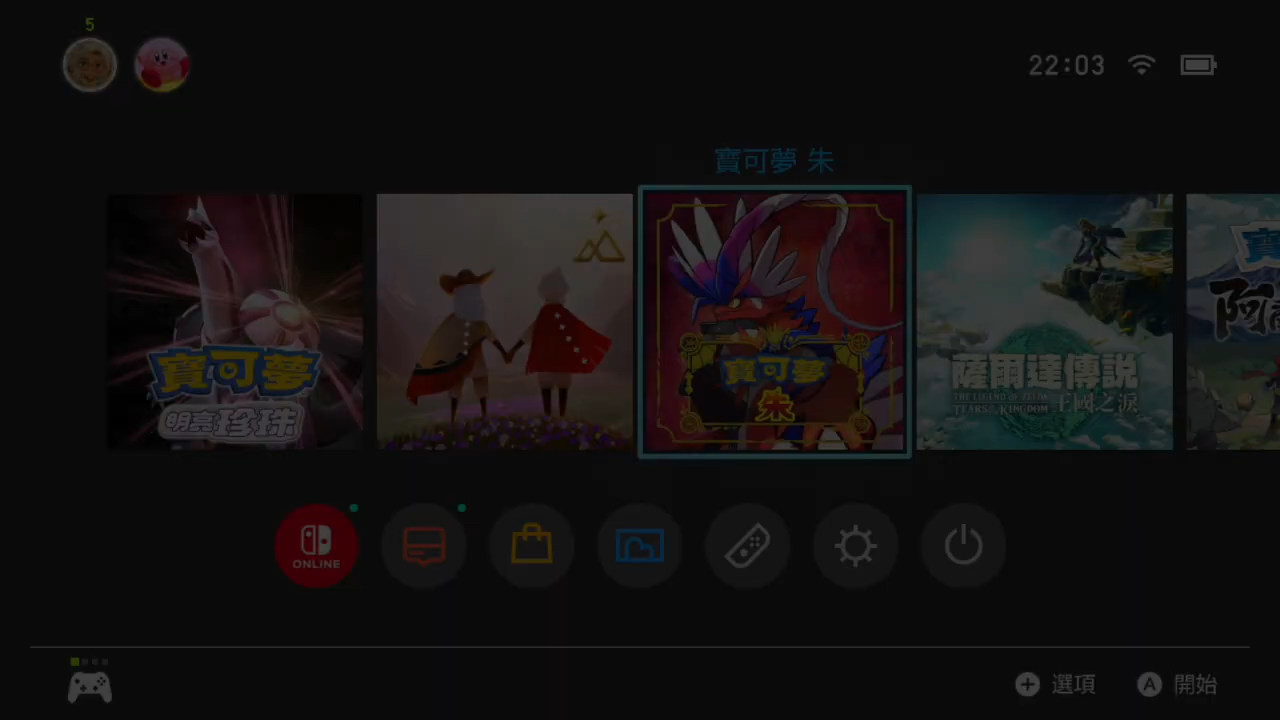 5
22:03
寶可夢 朱
寶可夢
明亮珍珠
寶可夢
朱
薩爾達傳說
THE LEGEND OF ZELDA
TEARS OF THE KINGDOM 王國之淚
寶
阿
ONLINE
選項
A 開始